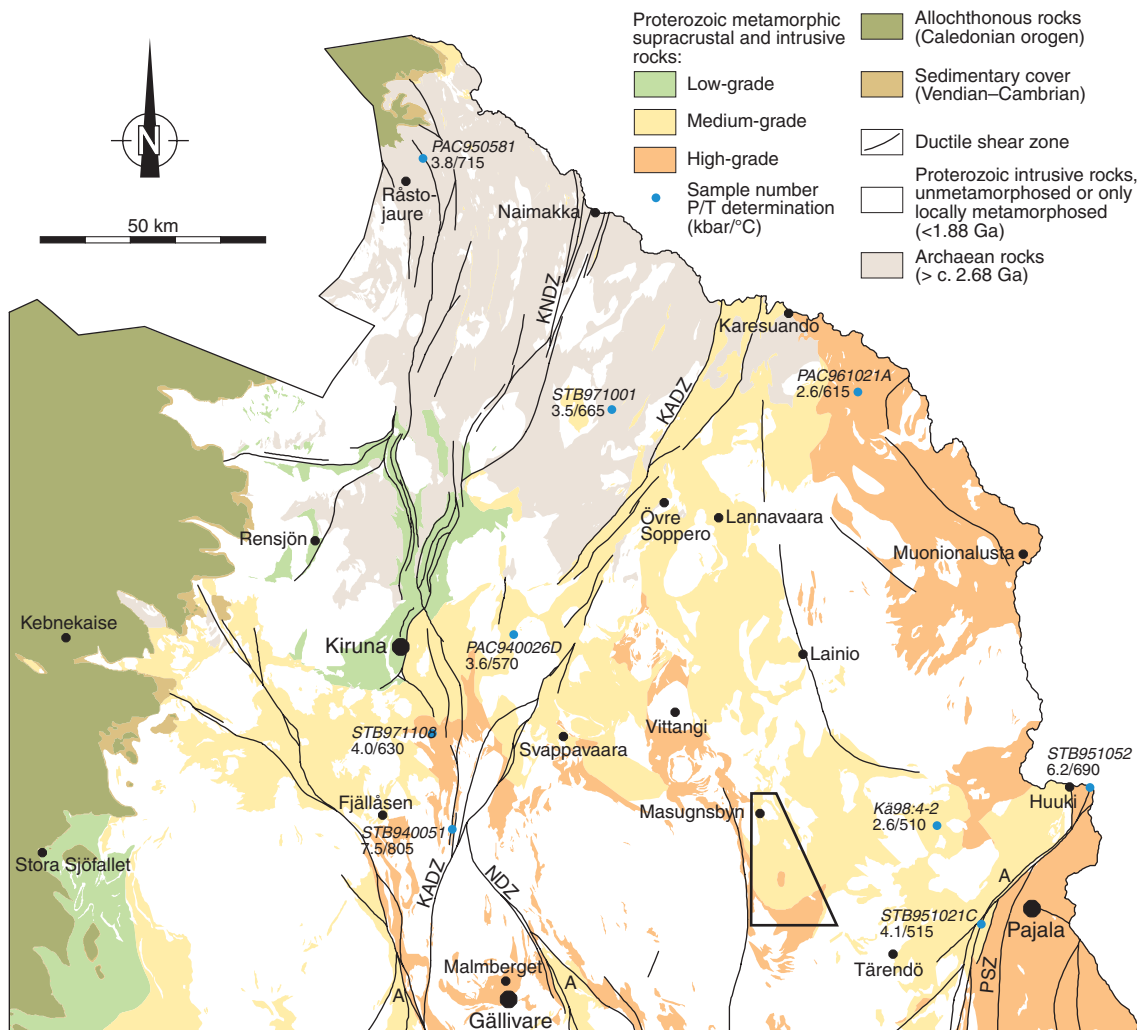 Proterozoic metamorphic
supracrustal and intrusive
rocks:
Low-grade
Medium-grade
High-grade
Sample number
P/T determination
(kbar/°C)
Allochthonous rocks
(Caledonian orogen)
Sedimentary cover
(Vendian–Cambrian)
Ductile shear zone
Proterozoic intrusive rocks,
unmetamorphosed or only
locally metamorphosed
(<1.88 Ga)
Archaean rocks
(> c. 2.68 Ga)
N
50 km
PAC950581
3.8/715
Råsto-
jaure
Naimakka
KNDZ
Karesuando
STB971001
3.5/665
KADZ
PAC961021A
2.6/615
Övre
Soppero
Lannavaara
Rensjön
Muonionalusta
Kebnekaise
Kiruna
PAC940026D
3.6/570
Lainio
STB971108
4.0/630
Svappavaara
Vittangi
STB951052
6.2/690
Huuki
Fjällåsen
Masugnsbyn
Kä98:4-2
2.6/510
STB940051
7.5/805
Stora Sjöfallet
KADZ
NDZ
A
STB951021C
4.1/515
Pajala
Tärendö
PSZ
Malmberget
A
A
Gällivare